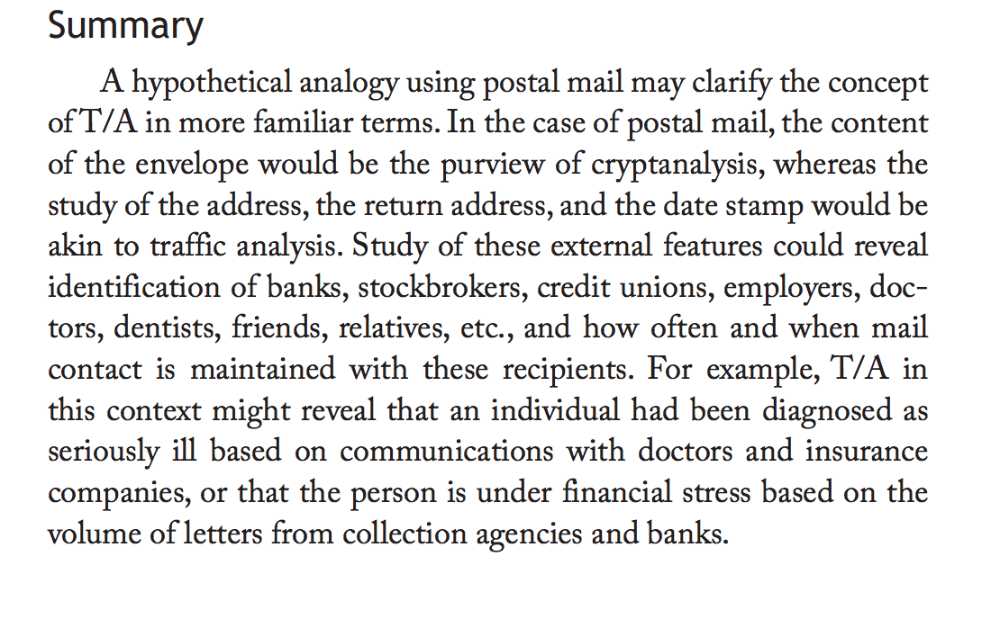 Summary
A hypothetical analogy using postal mail may clarify the concept
of T/A in more familiar terms. In the case of postal mail, the content
of the envelope would be the purview of cryptanalysis, whereas the
study of the address, the return address, and the date stamp would be
akin to traffic analysis. Study of these external features could reveal
identification of banks, stockbrokers, credit unions, employers, doc-
tors, dentists, friends, relatives, etc., and how often and when mail
contact is maintained with these recipients. For example, T/A in
this context might reveal that an individual had been diagnosed as
seriously ill based on communications with doctors and insurance
companies, or that the person is under financial stress based on the
volume of letters from collection agencies and banks.